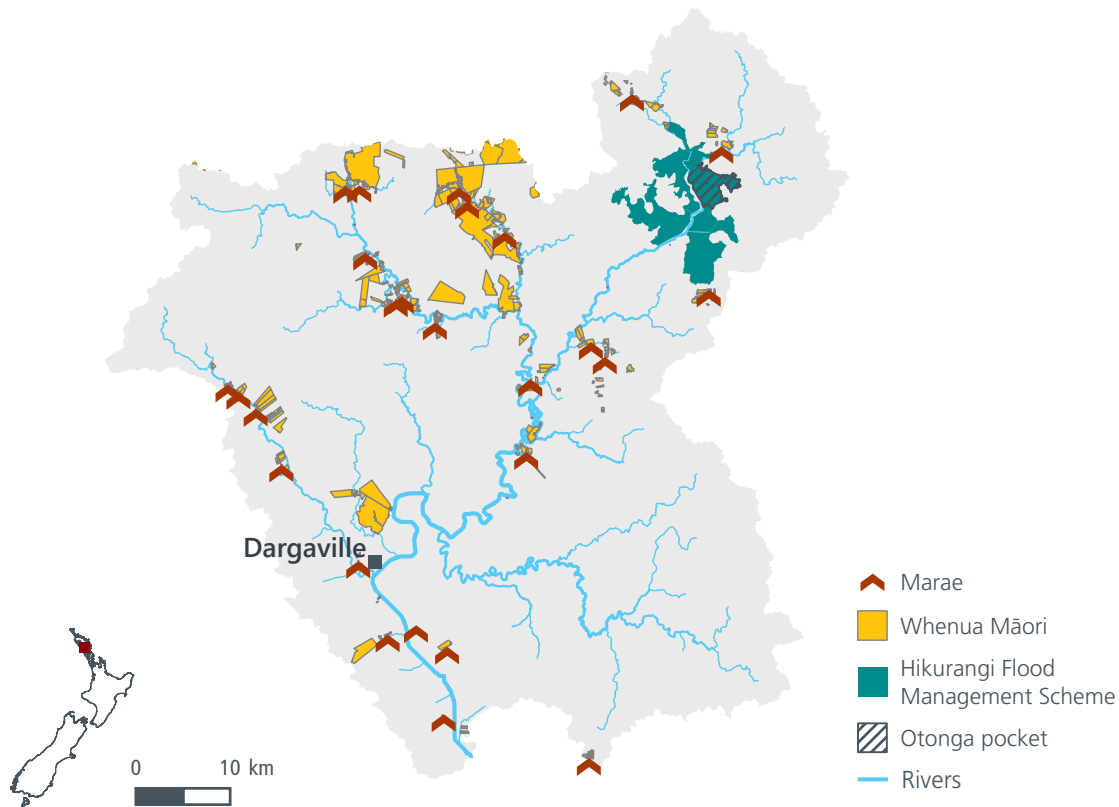 Dargaville
Marae
Whenua Māori
Hikurangi Flood
Management Scheme
Otonga pocket
Rivers
0 10 km